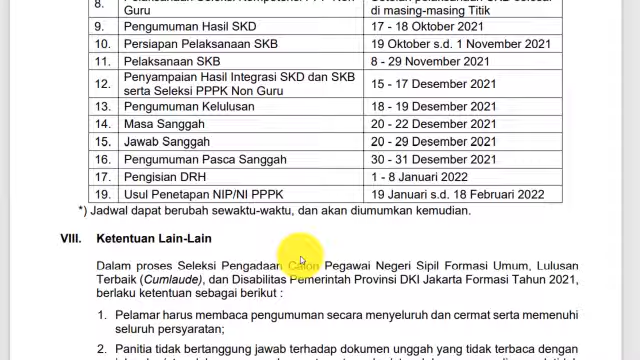 8. Pelaksanaan Seleksi Kompetensi PPPK Non Guru
Setelah pelaksanaan SKD selesai di masing-masing Titik
9. Pengumuman Hasil SKD 17 - 18 Oktober 2021
10. Persiapan Pelaksanaan SKB 19 Oktober s.d. 1 November 2021
11. Pelaksanaan SKB 8 - 29 November 2021
12. Penyampaian Hasil Integrasi SKD dan SKB
serta Seleksi PPPK Non Guru 15 - 17 Desember 2021
13. Pengumuman Kelulusan 18 - 19 Desember 2021
14. Masa Sanggah 20 - 22 Desember 2021
15. Jawab Sanggah 20 - 29 Desember 2021
16. Pengumuman Pasca Sanggah 30 - 31 Desember 2021
17. Pengisian DRH 1 - 8 Januari 2022
18. Usul Penetapan NIP/NI PPPK 19 Januari s.d. 18 Februari 2022
*) Jadwal dapat berubah sewaktu-waktu, dan akan diumumkan kemudian.
VIII. Ketentuan Lain-Lain
Dalam proses Seleksi Pengadaan Calon Pegawai Negeri Sipil Formasi Umum, Lulusan
Terbaik (Cumlaude), dan Disabilitas Pemerintah Provinsi DKI Jakarta Formasi Tahun 2021,
berlaku ketentuan sebagai berikut :
1. Pelamar harus membaca pengumuman secara menyeluruh dan cermat serta memenuhi
seluruh persyaratan;
2. Panitia tidak bertanggung jawab terhadap dokumen unggah yang tidak terbaca dengan